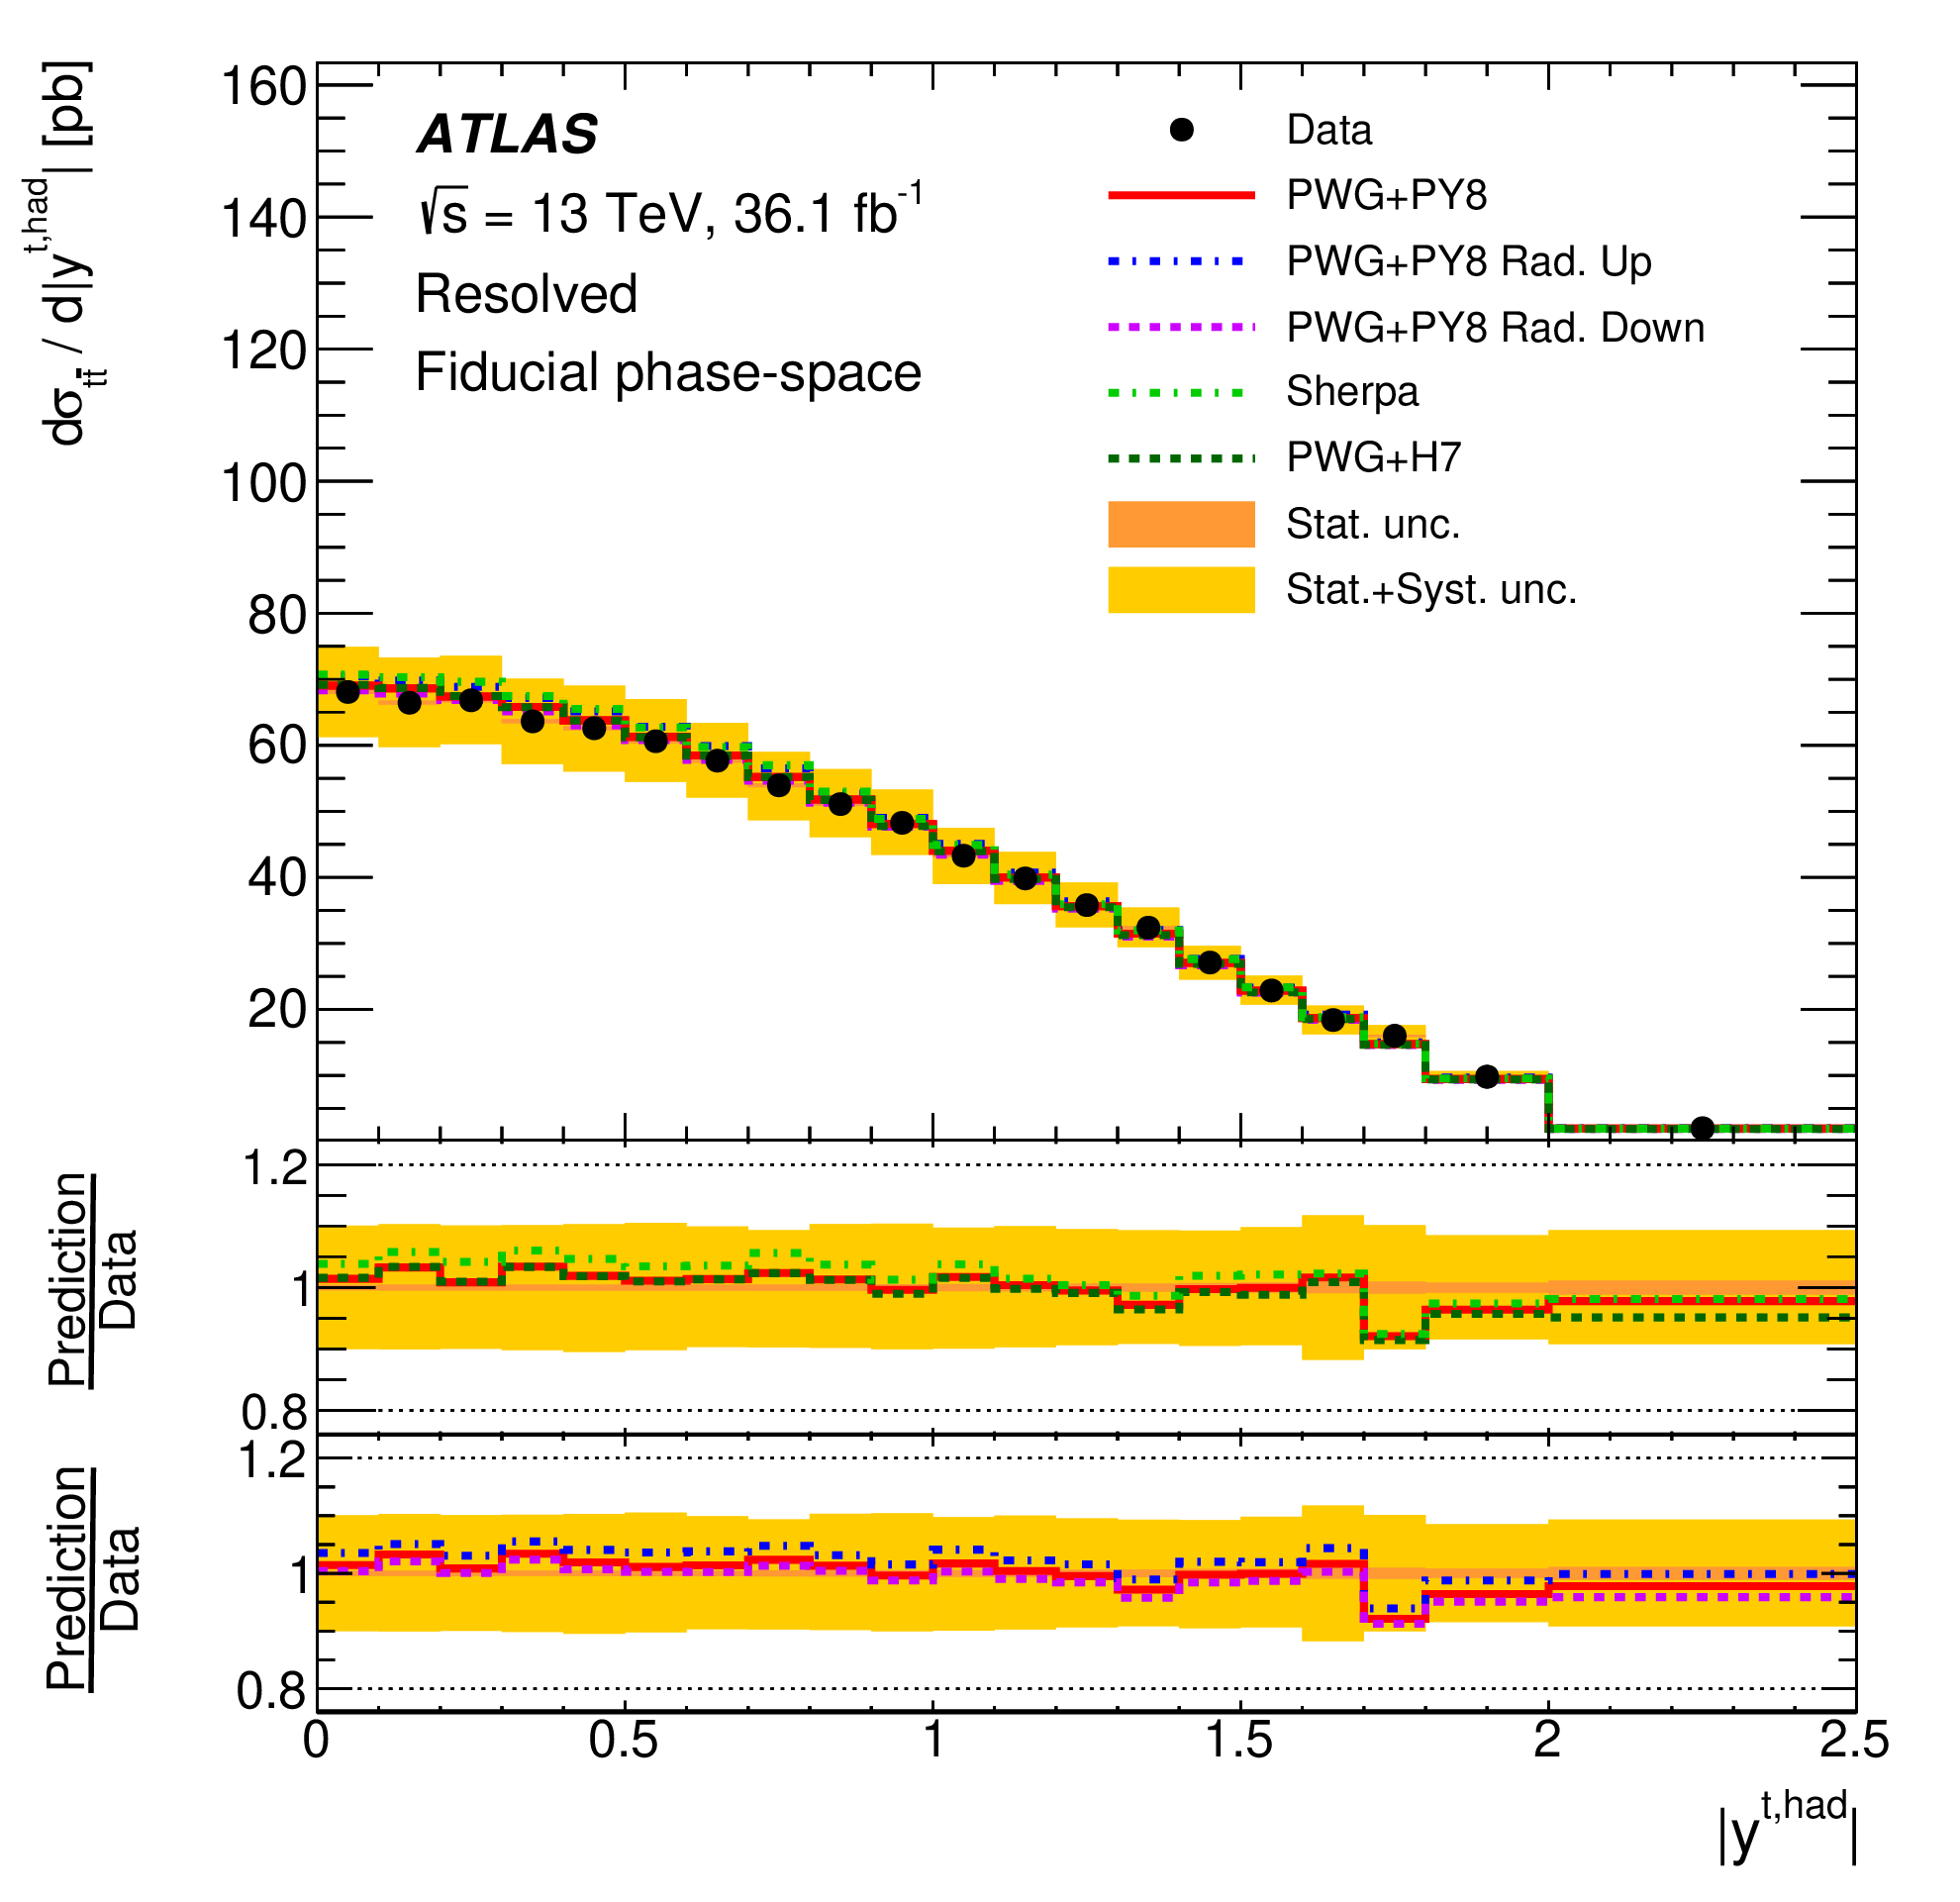 dσ_tt̄ / d|y^t,had| [pb]
160
140
120
100
80
60
40
20
ATLAS
√s = 13 TeV, 36.1 fb^-1
Resolved
Fiducial phase-space
Data
PWG+PY8
PWG+PY8 Rad. Up
PWG+PY8 Rad. Down
Sherpa
PWG+H7
Stat. unc.
Stat.+Syst. unc.
Prediction
Data
1.2
1
0.8
Prediction
Data
1.2
1
0.8
0 0.5 1 1.5 2 2.5
|y^t,had|